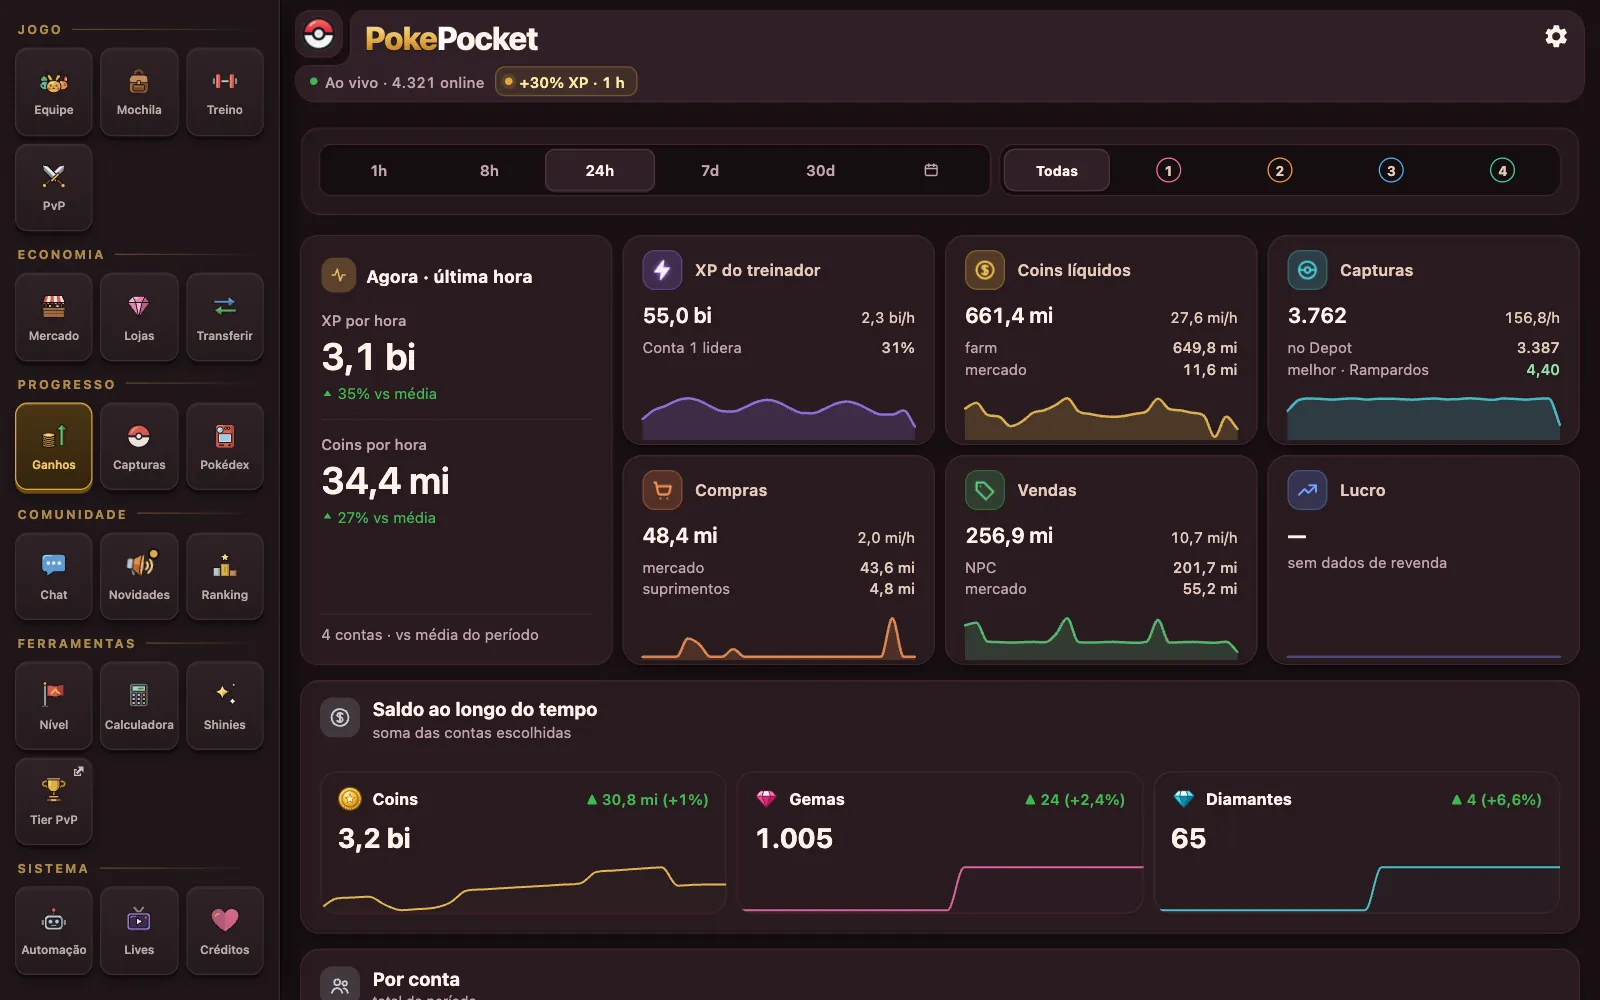 JOGO
Equipe
Mochila
Treino
PvP
ECONOMIA
Mercado
Lojas
Transferir
PROGRESSO
Ganhos
Capturas
Pokédex
COMUNIDADE
Chat
Novidades
Ranking
FERRAMENTAS
Nível
Calculadora
Shinies
Tier PvP
SISTEMA
Automação
Lives
Créditos
PokePocket
Ao vivo · 4.321 online
+30% XP · 1 h
1h 8h 24h 7d 30d
Todas 1 2 3 4
Agora · última hora
XP por hora
3,1 bi
▲ 35% vs média
Coins por hora
34,4 mi
▲ 27% vs média
4 contas · vs média do período
XP do treinador
55,0 bi 2,3 bi/h
Conta 1 lidera 31%
Coins líquidos
661,4 mi 27,6 mi/h
farm 649,8 mi
mercado 11,6 mi
Capturas
3.762 156,8/h
no Depot 3.387
melhor · Rampardos 4,40
Compras
48,4 mi 2,0 mi/h
mercado 43,6 mi
suprimentos 4,8 mi
Vendas
256,9 mi 10,7 mi/h
NPC 201,7 mi
mercado 55,2 mi
Lucro
—
sem dados de revenda
Saldo ao longo do tempo
soma das contas escolhidas
Coins ▲ 30,8 mi (+1%)
3,2 bi
Gemas ▲ 24 (+2,4%)
1.005
Diamantes ▲ 4 (+6,6%)
65
Por conta
total do período